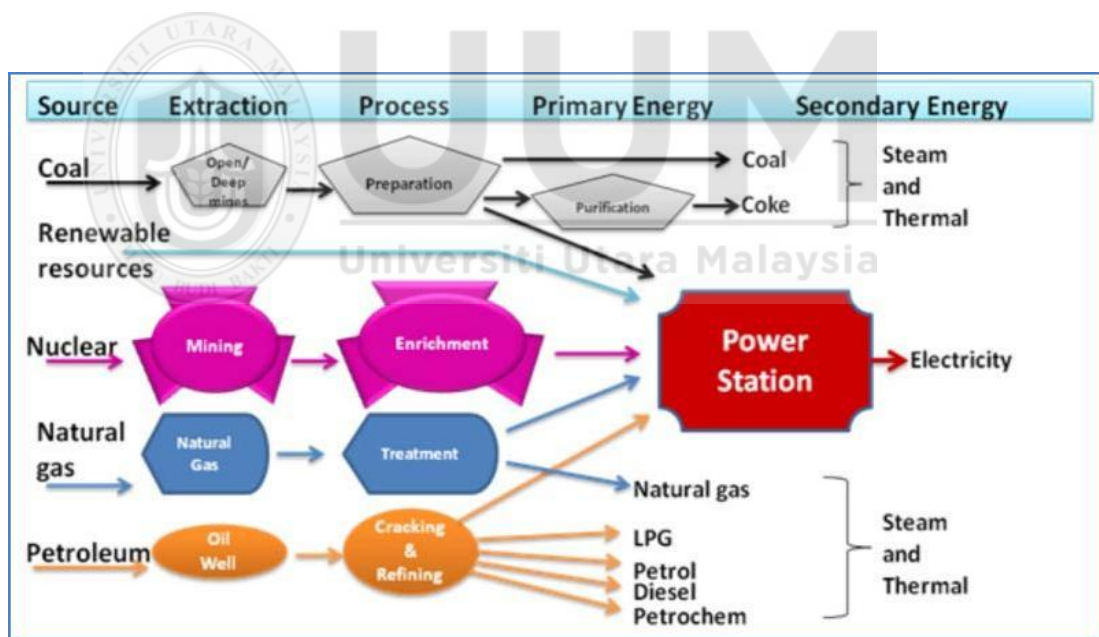 UNIVERSITI UTARA MALAYSIA
UUM
Universiti Utara Malaysia
BUDI BAKTI
Source Extraction Process Primary Energy Secondary Energy
Coal
Open/
Deep
mines
Preparation
Purification
Coal
Coke
Steam
and
Thermal
Renewable
resources
Nuclear
Mining
Enrichment
Power
Station
Electricity
Natural
gas
Natural
Gas
Treatment
Natural gas
Petroleum
Oil
Well
Cracking
&
Refining
LPG
Petrol
Diesel
Petrochem
Steam
and
Thermal